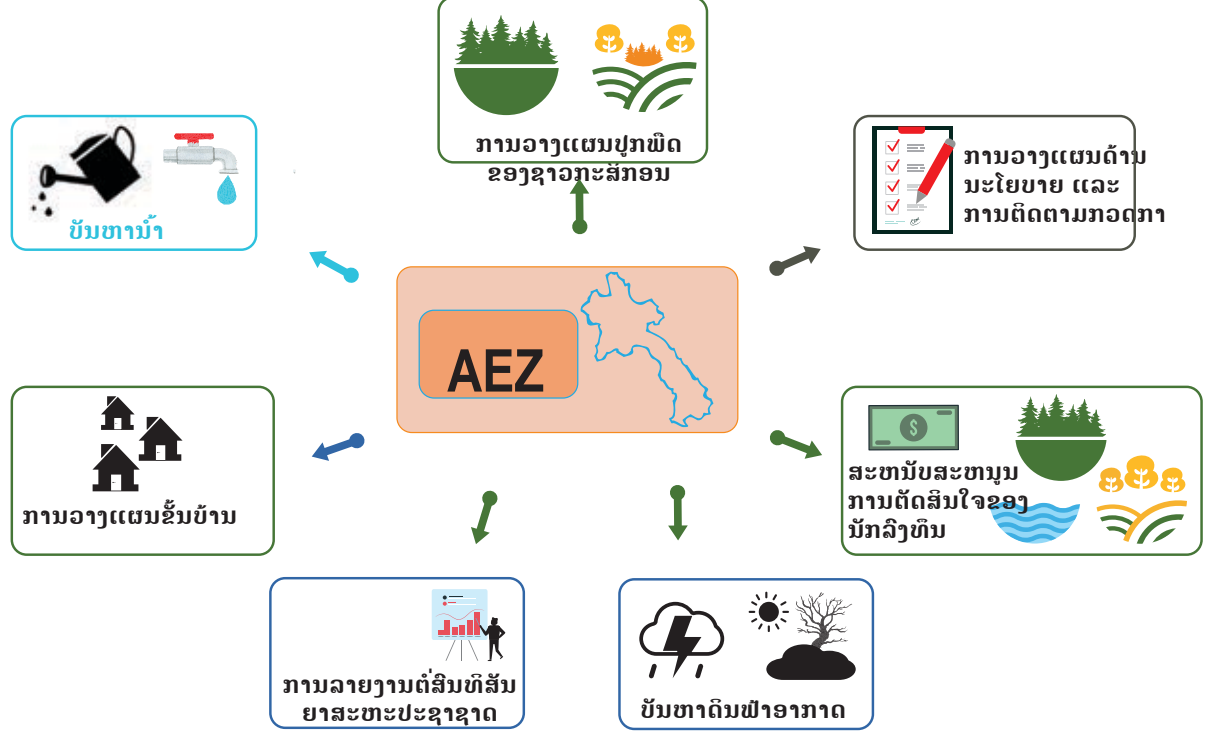 ການວາງແຜນປູກພືດ
ຂອງຊາວກະສິກອນ
ບັນຫານ້ຳ
ການວາງແຜນດ້ານ
ນະໂຍບາຍ ແລະ
ການຕິດຕາມກວດກາ
AEZ
ການວາງແຜນຂັ້ນບ້ານ
ສະຫນັບສະຫນູນ
ການຕັດສິນໃຈຂອງ
ນັກລົງທຶນ
ການລາຍງານຕໍ່ສົນທິສັນ
ຍາສະຫະປະຊາຊາດ
ບັນຫາດິນຟ້າອາກາດ